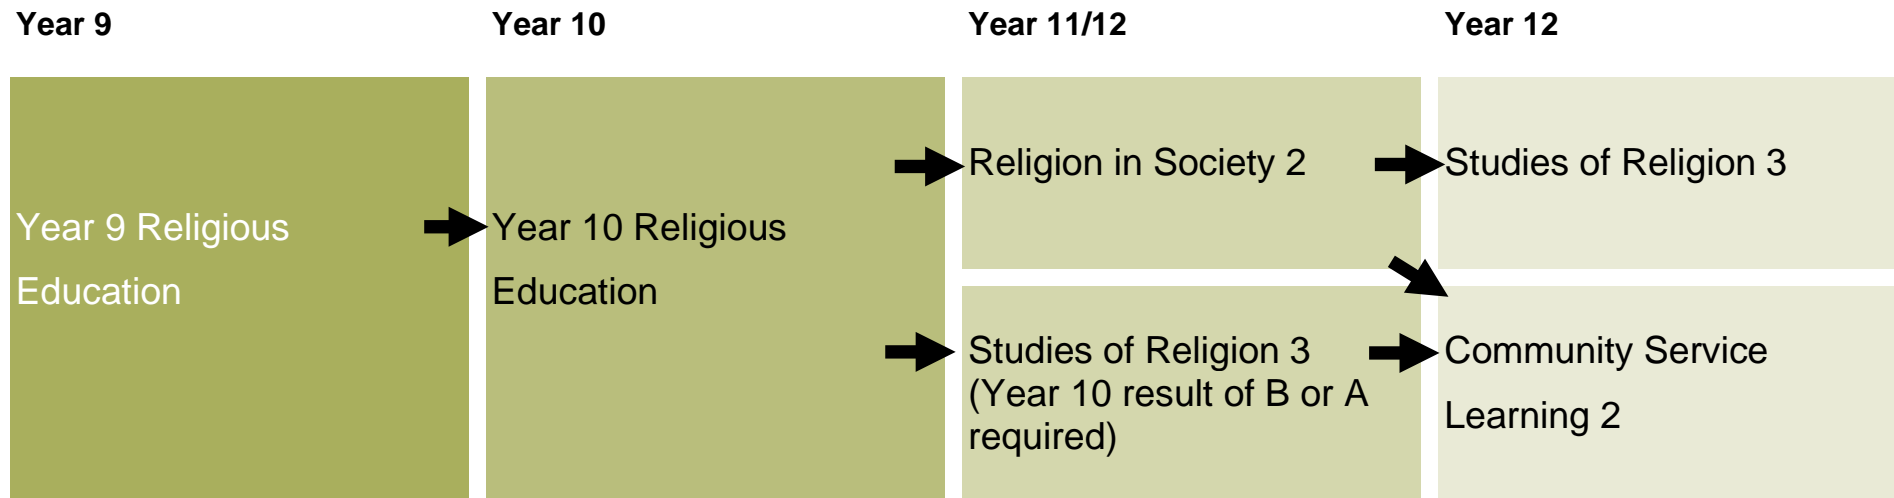 Year 9
Year 10
Year 11/12
Year 12
Year 9 Religious
Education
Year 10 Religious
Education
Religion in Society 2
Studies of Religion 3
(Year 10 result of B or A
required)
Studies of Religion 3
Community Service
Learning 2